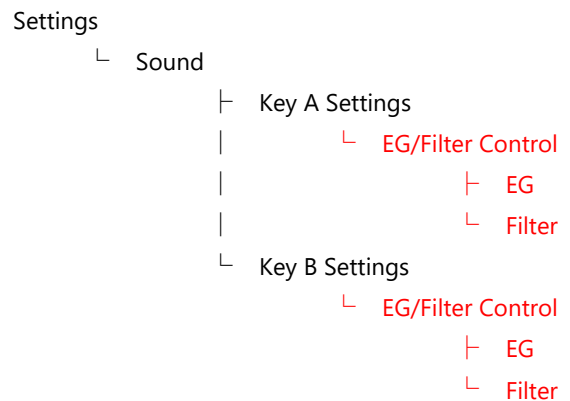 Settings
└ Sound
├ Key A Settings
│ └ EG/Filter Control
│ ├ EG
│ └ Filter
└ Key B Settings
└ EG/Filter Control
├ EG
└ Filter